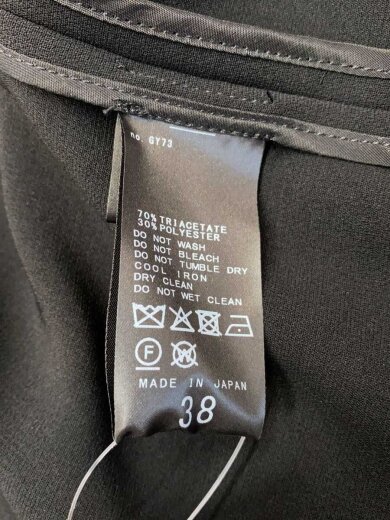 no. GY73
70% TRIACETATE
30% POLYESTER
DO NOT WASH
DO NOT BLEACH
DO NOT TUMBLE DRY
COOL IRON
DRY CLEAN
DO NOT WET CLEAN
F W
MADE IN JAPAN
38